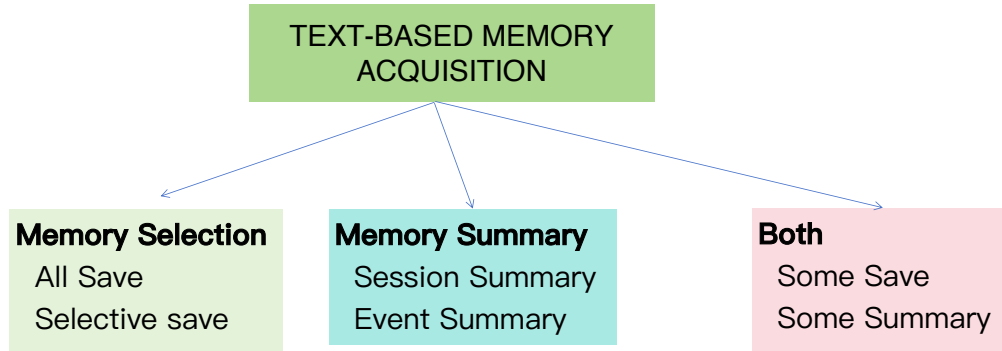 TEXT-BASED MEMORY
ACQUISITION
Memory Selection
All Save
Selective save
Memory Summary
Session Summary
Event Summary
Both
Some Save
Some Summary